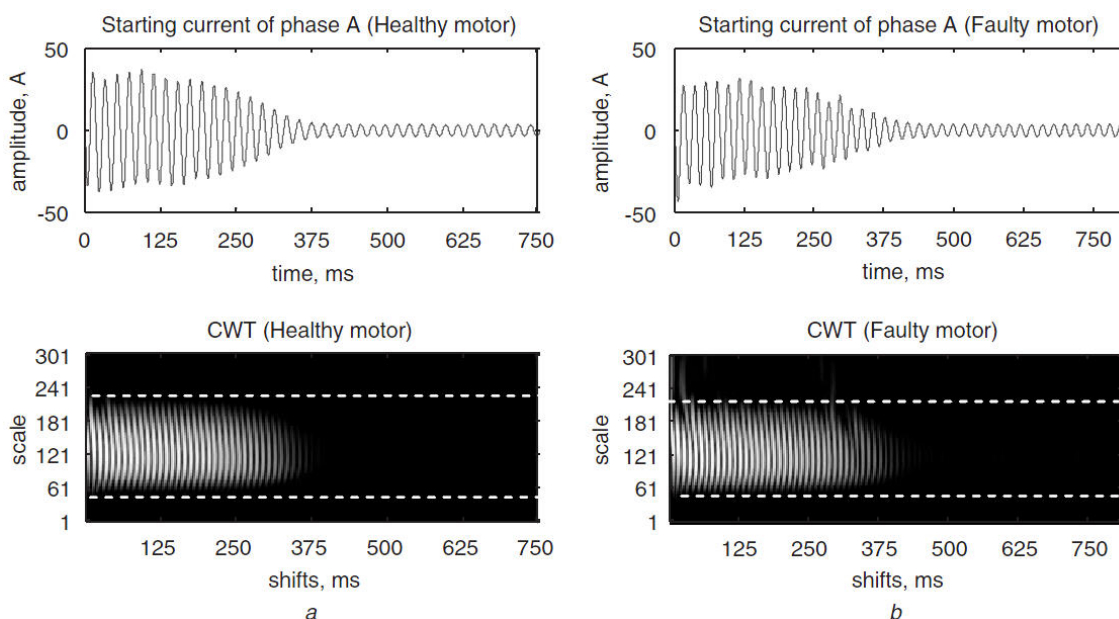 Starting current of phase A (Healthy motor)
50
0
-50
amplitude, A
0 125 250 375 500 625 750
time, ms
Starting current of phase A (Faulty motor)
50
0
-50
amplitude, A
0 125 250 375 500 625 750
time, ms
CWT (Healthy motor)
301
241
181
121
61
1
scale
125 250 375 500 625 750
shifts, ms
a
CWT (Faulty motor)
301
241
181
121
61
1
scale
125 250 375 500 625 750
shifts, ms
b